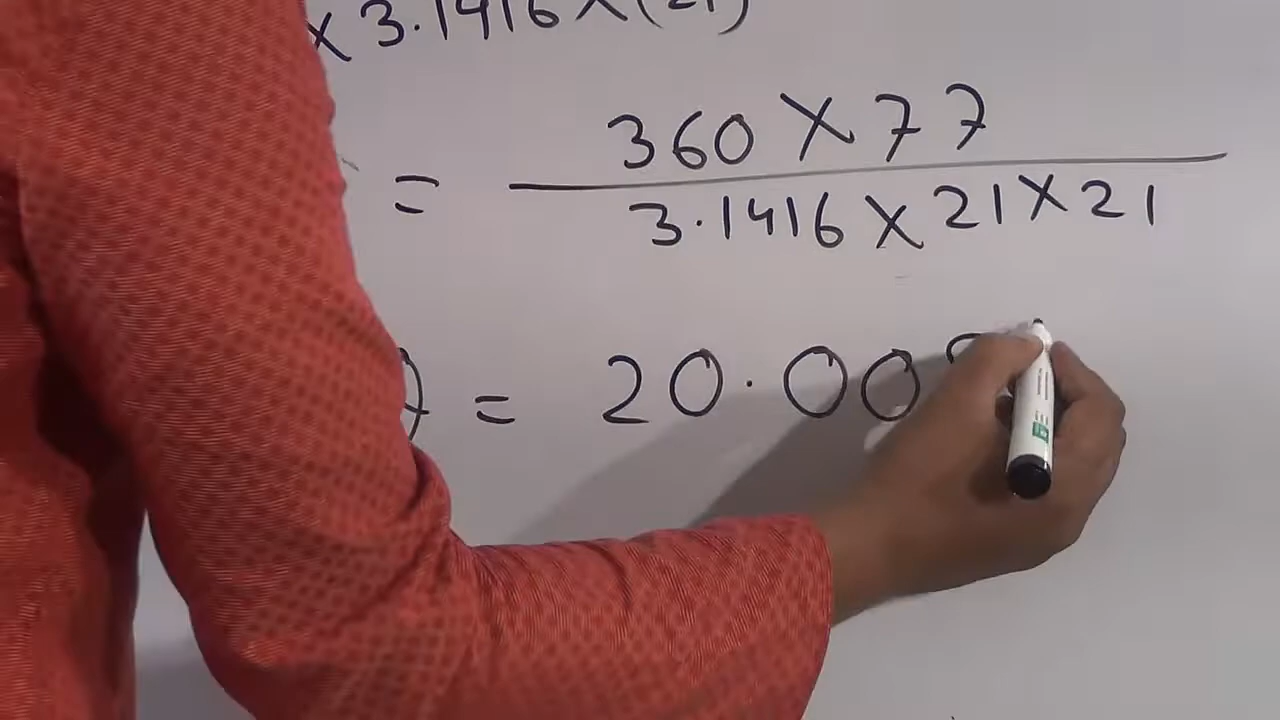 x 3.1416 x (21)
360 x 77
= 
3.1416 x 21 x 21
= 20.00